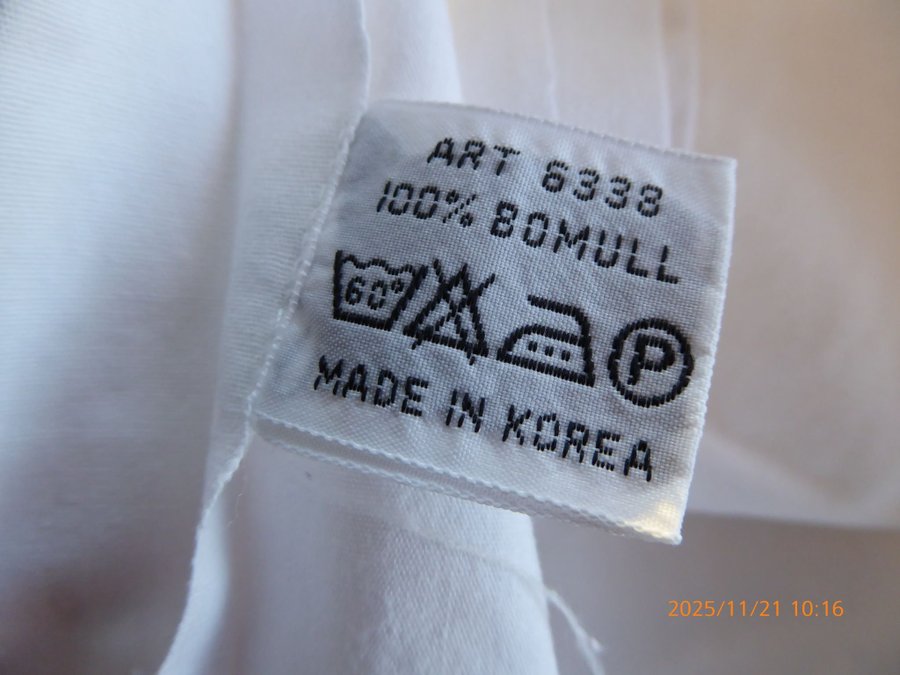 ART 6338
100% BOMULL
60°
P
MADE IN KOREA
2025/11/21 10:16